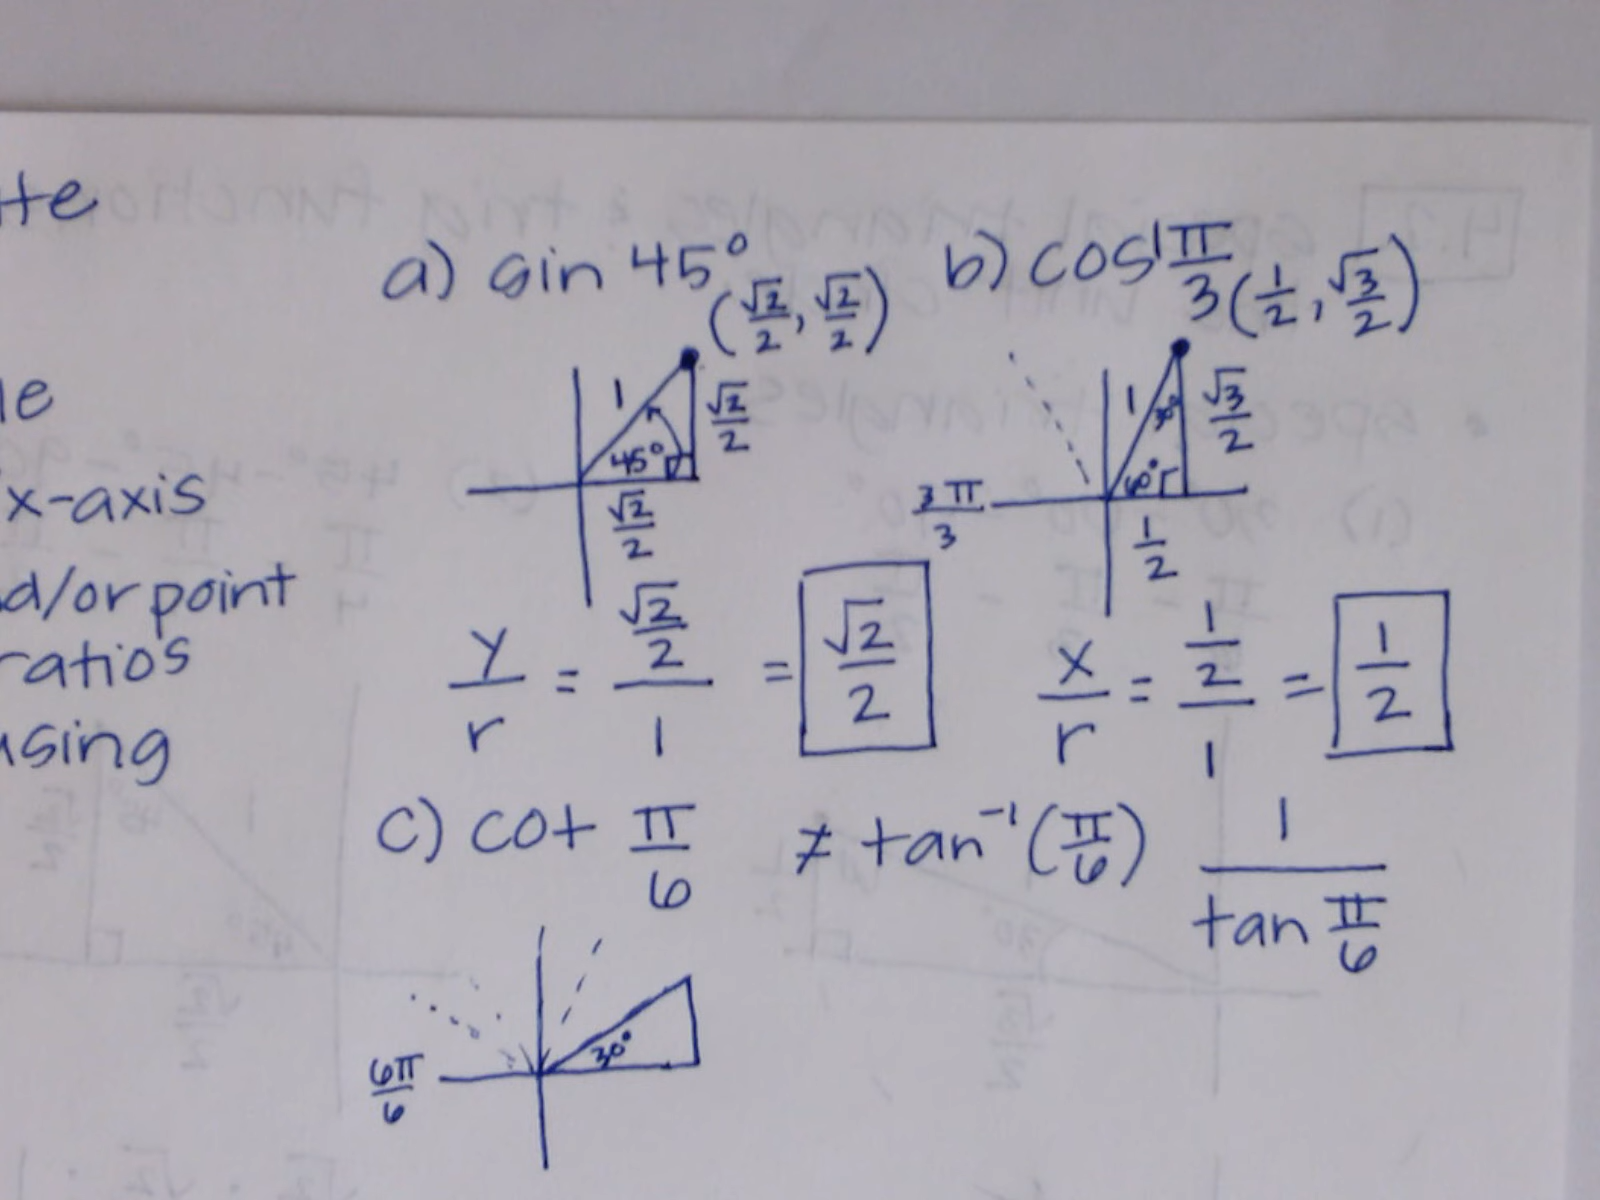 te
le
x-axis
d/or point
ratios
using
a) sin 45°
(√2/2, √2/2)
1
45°
√2/2
√2/2
y/r = (√2/2)/1 = √2/2
b) cos π/3
(1/2, √3/2)
1
30°
60°
√3/2
1/2
3π/3
x/r = (1/2)/1 = 1/2
c) cot π/6 ≠ tan⁻¹(π/6) 1/(tan π/6)
30°
6π/6